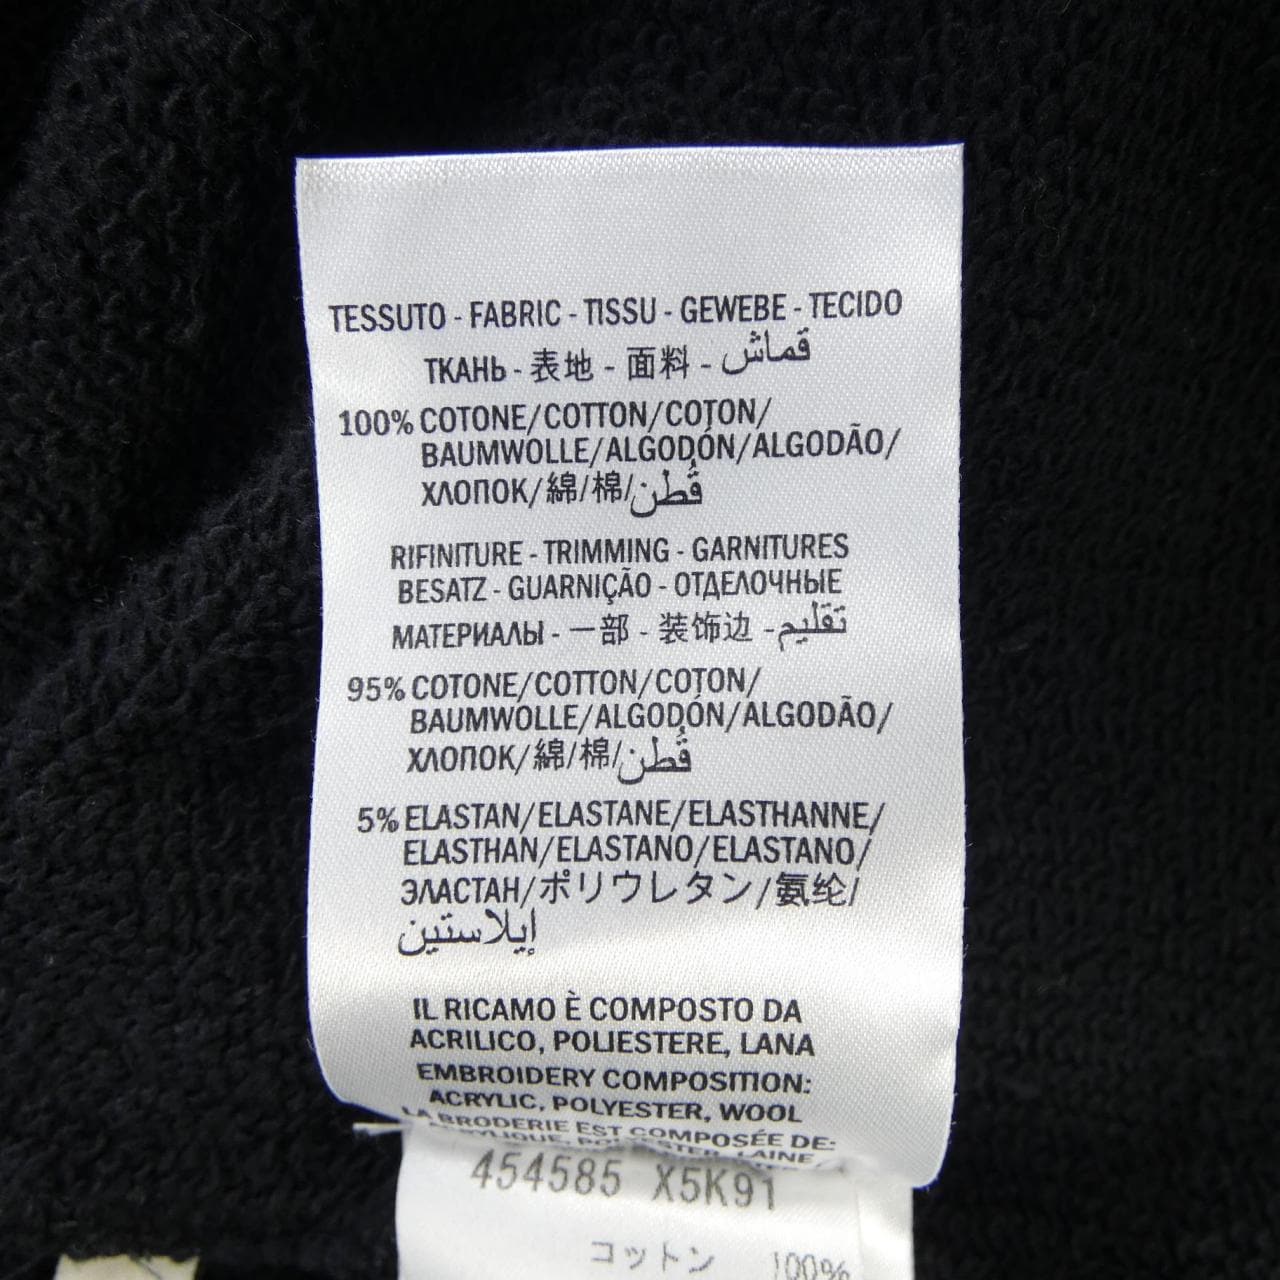 TESSUTO - FABRIC - TISSU - GEWEBE - TECIDO
ТКАНЬ - 表地 - 面料 - قماش
100% COTONE/COTTON/COTON/
BAUMWOLLE/ALGODÓN/ALGODÃO/
ХЛОПОК/綿/棉/قُطن
RIFINITURE - TRIMMING - GARNITURES
BESATZ - GUARNIÇÃO - ОТДЕЛОЧНЫЕ
МАТЕРИАЛЫ - 一部 - 装饰边 - تقليم
95% COTONE/COTTON/COTON/
BAUMWOLLE/ALGODÓN/ALGODÃO/
ХЛОПОК/綿/棉/قُطن
5% ELASTAN/ELASTANE/ELASTHANNE/
ELASTHAN/ELASTANO/ELASTANO/
ЭЛАСТАН/ポリウレタン/氨纶/
إيلاستين
IL RICAMO È COMPOSTO DA
ACRILICO, POLIESTERE, LANA
EMBROIDERY COMPOSITION:
ACRYLIC, POLYESTER, WOOL
LA BRODERIE EST COMPOSÉE DE:
POLYESTER, LAINE
454585 X5K91
コットン 100%